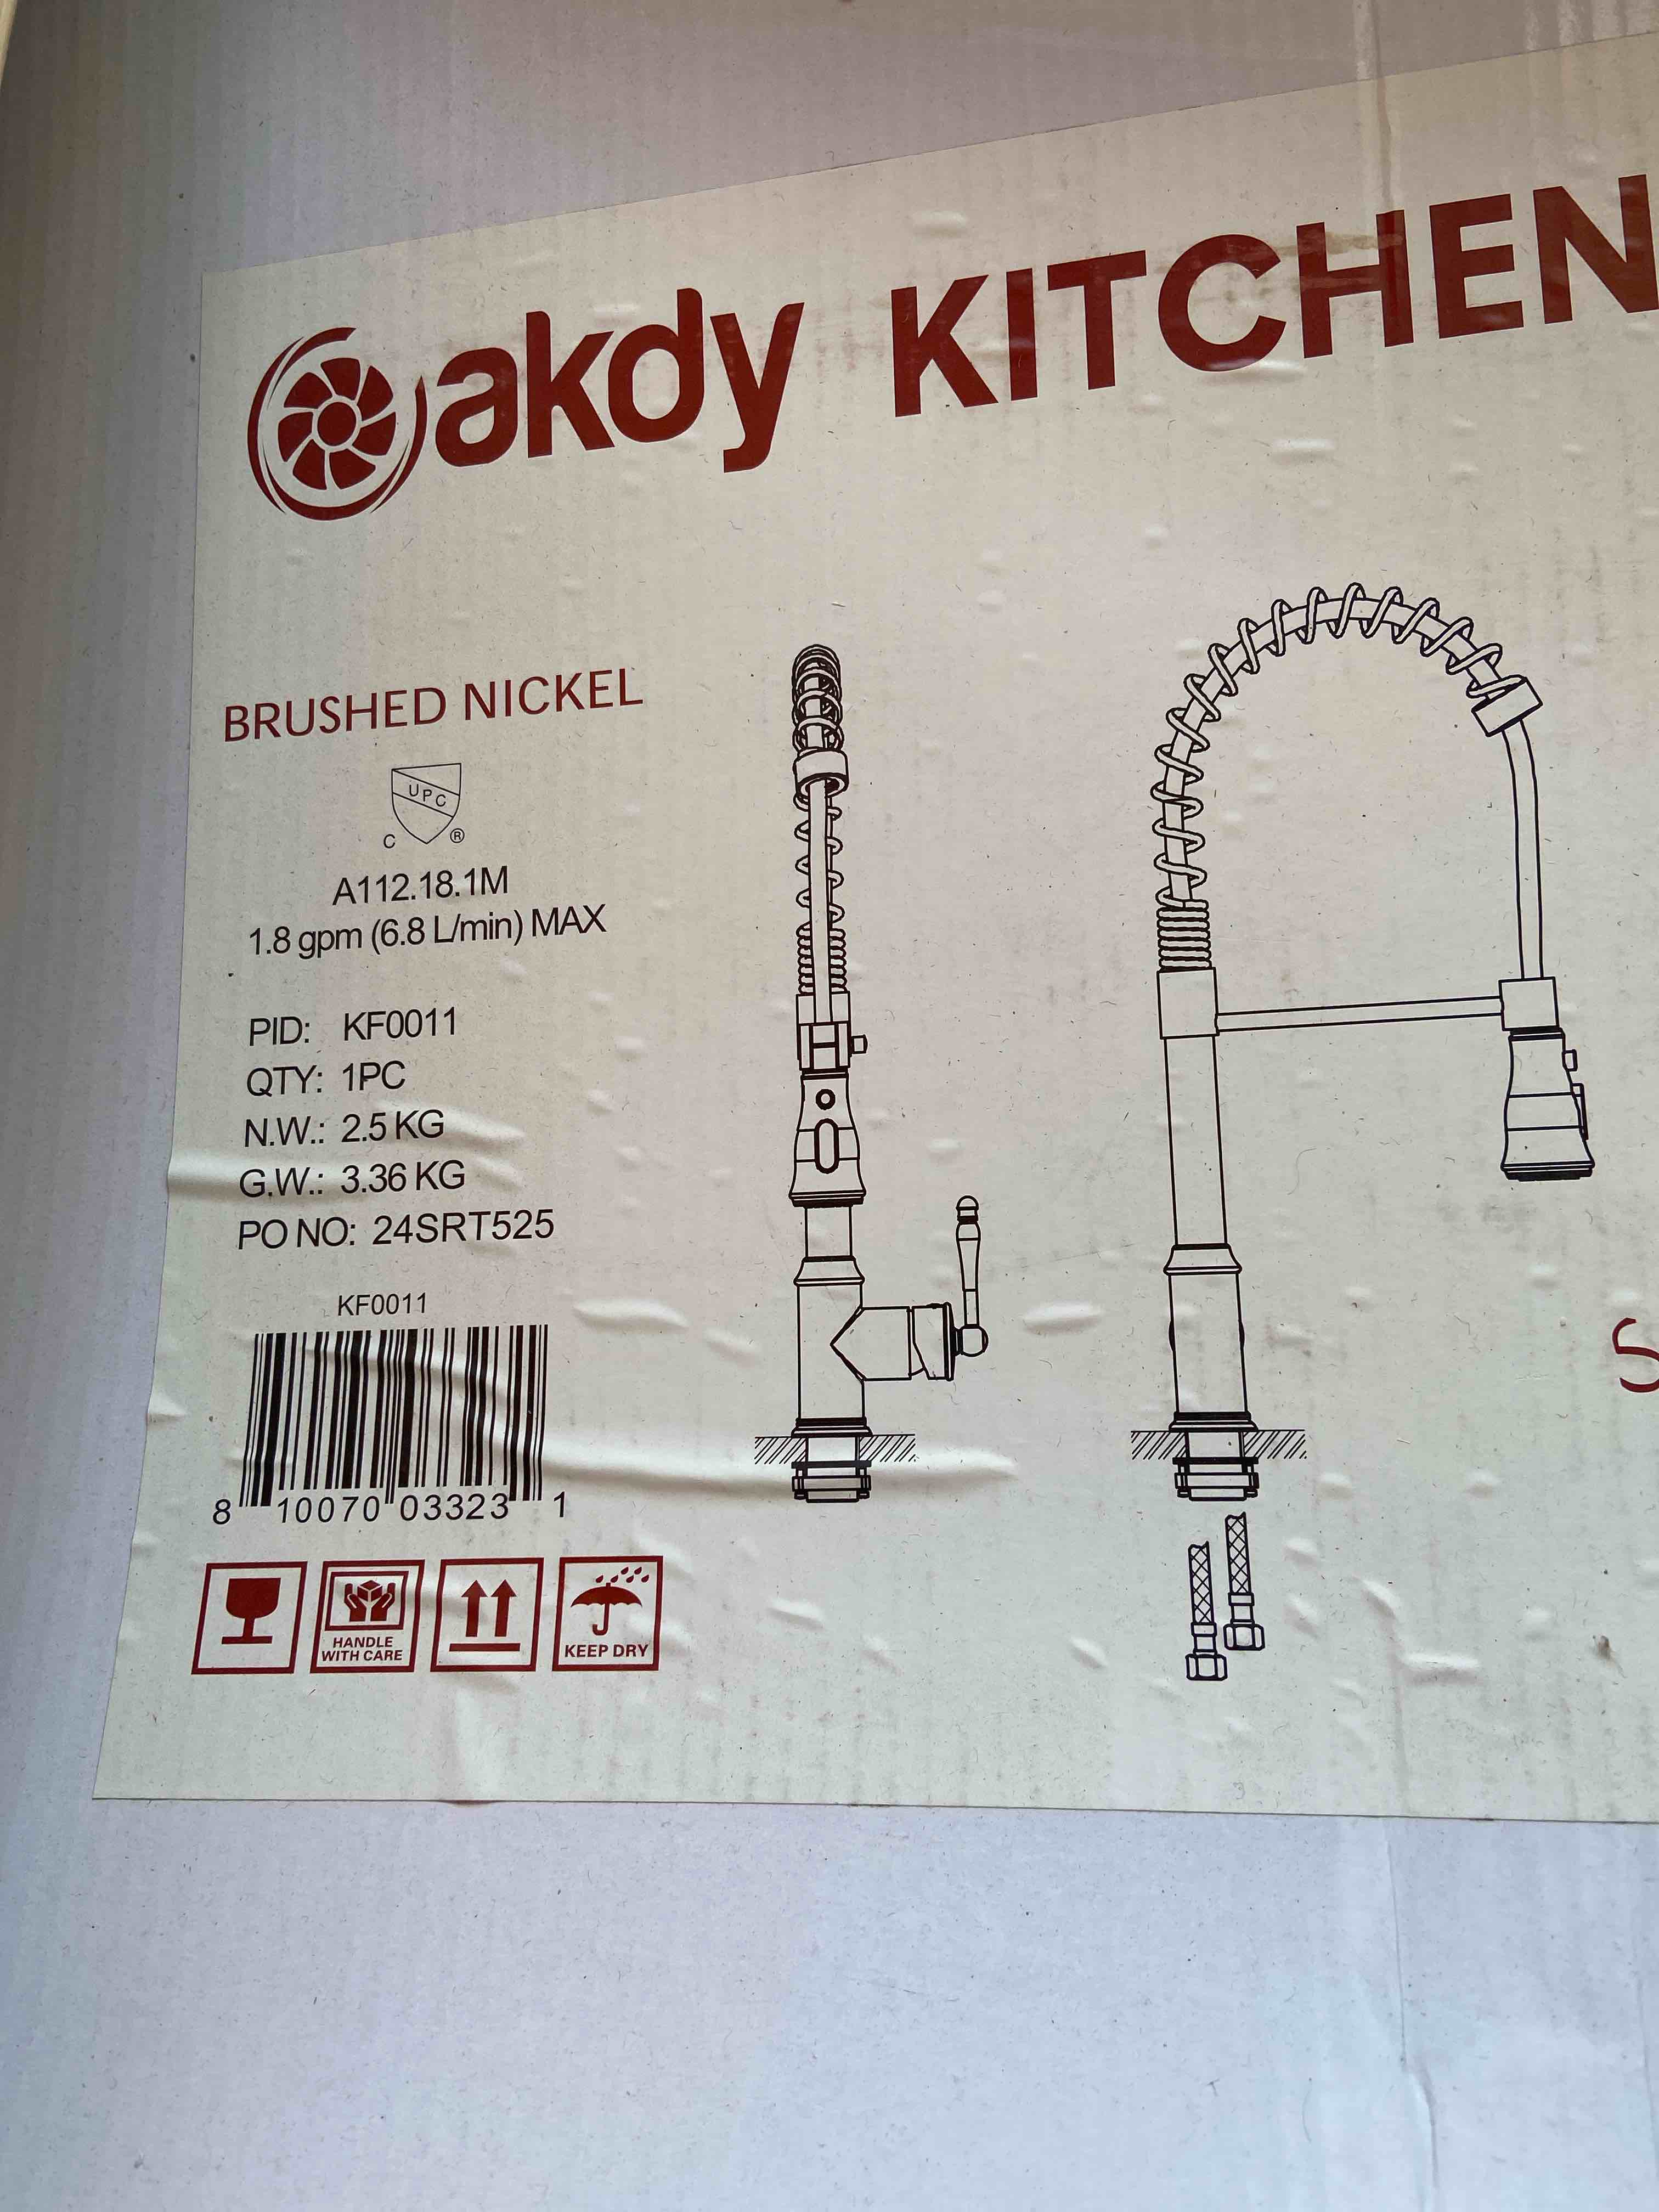 akdy KITCHEN
BRUSHED NICKEL
UPC
C ®
A112.18.1M
1.8 gpm (6.8 L/min) MAX
PID: KF0011
QTY: 1PC
N.W.: 2.5 KG
G.W.: 3.36 KG
PO NO: 24SRT525
KF0011
8 10070 03323 1
HANDLE
WITH CARE
KEEP DRY